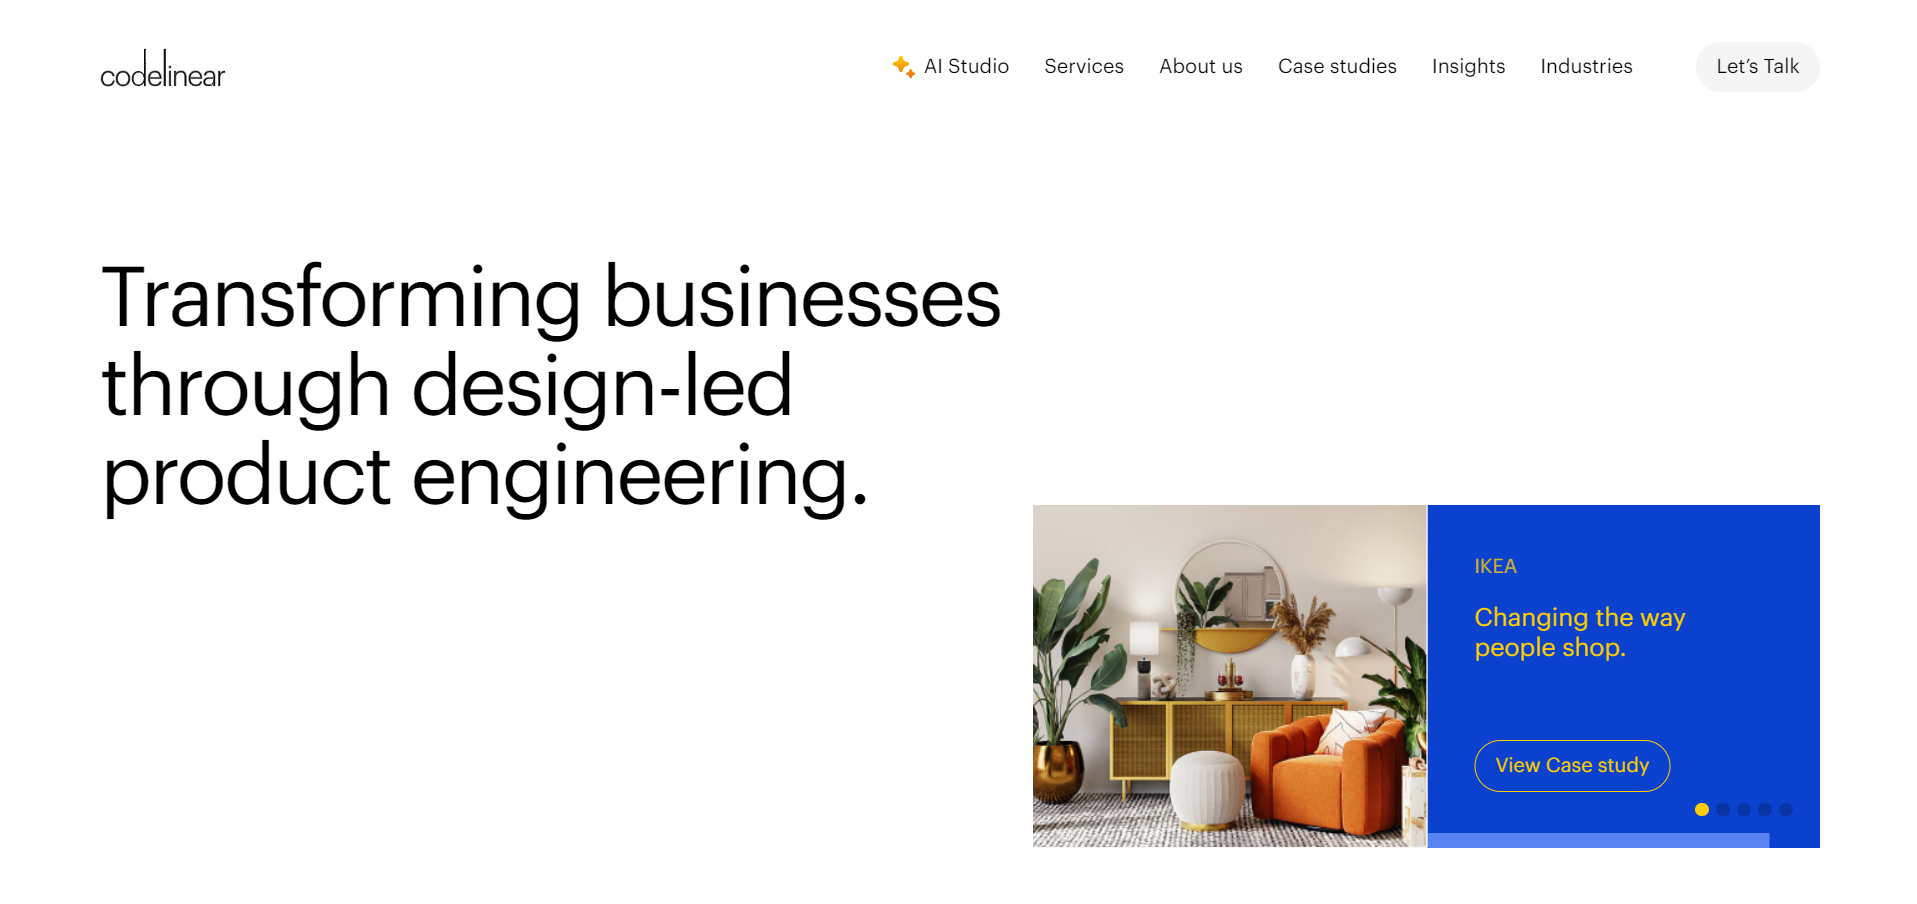 codelinear
AI Studio
Services
About us
Case studies
Insights
Industries
Let’s Talk
Transforming businesses
through design-led
product engineering.
IKEA
Changing the way
people shop.
View Case study